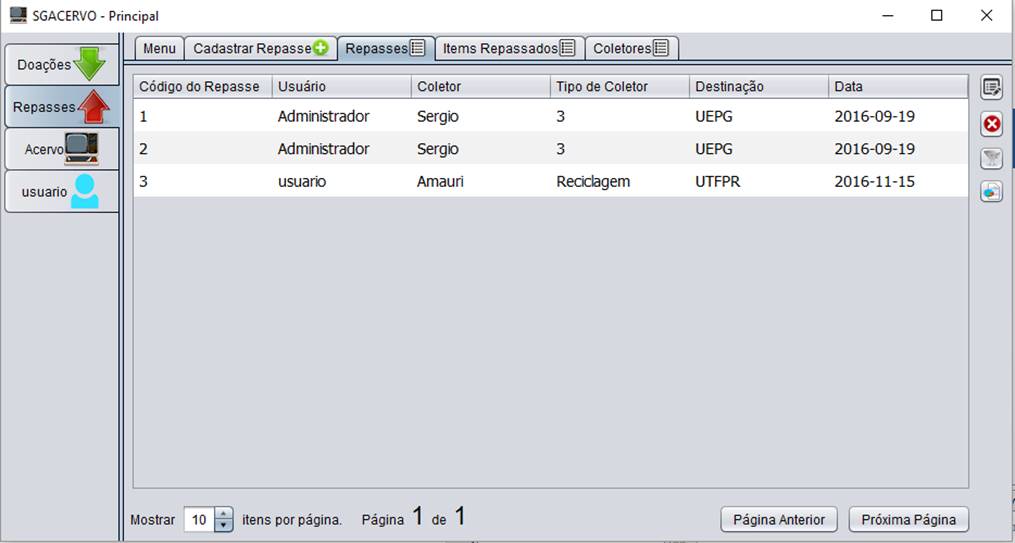 SGACERVO - Principal
Doações
Repasses
Acervo
usuario
Menu Cadastrar Repasse Repasses Items Repassados Coletores
Código do Repasse Usuário Coletor Tipo de Coletor Destinação Data
1 Administrador Sergio 3 UEPG 2016-09-19
2 Administrador Sergio 3 UEPG 2016-09-19
3 usuario Amauri Reciclagem UTFPR 2016-11-15
Mostrar 10 itens por página. Página 1 de 1 Página Anterior Próxima Página